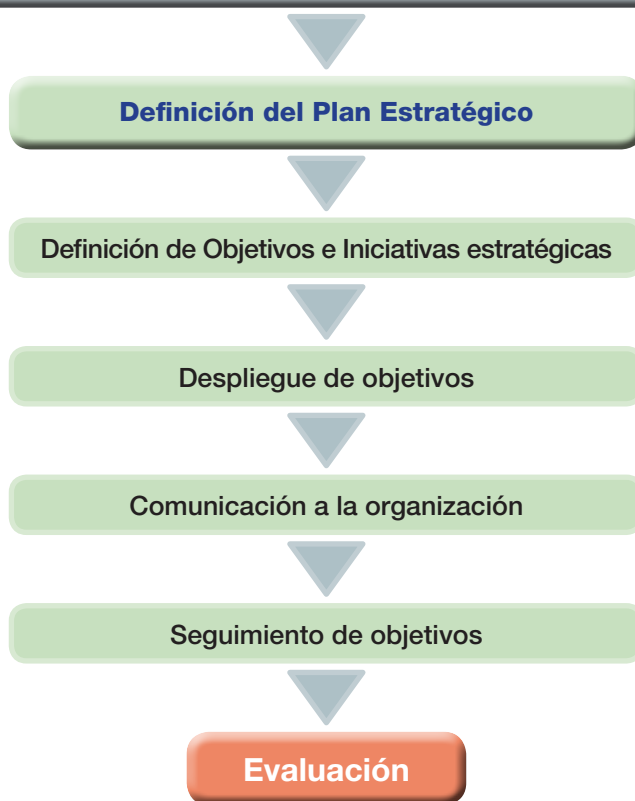 Definición del Plan Estratégico
Definición de Objetivos e Iniciativas estratégicas
Despliegue de objetivos
Comunicación a la organización
Seguimiento de objetivos
Evaluación